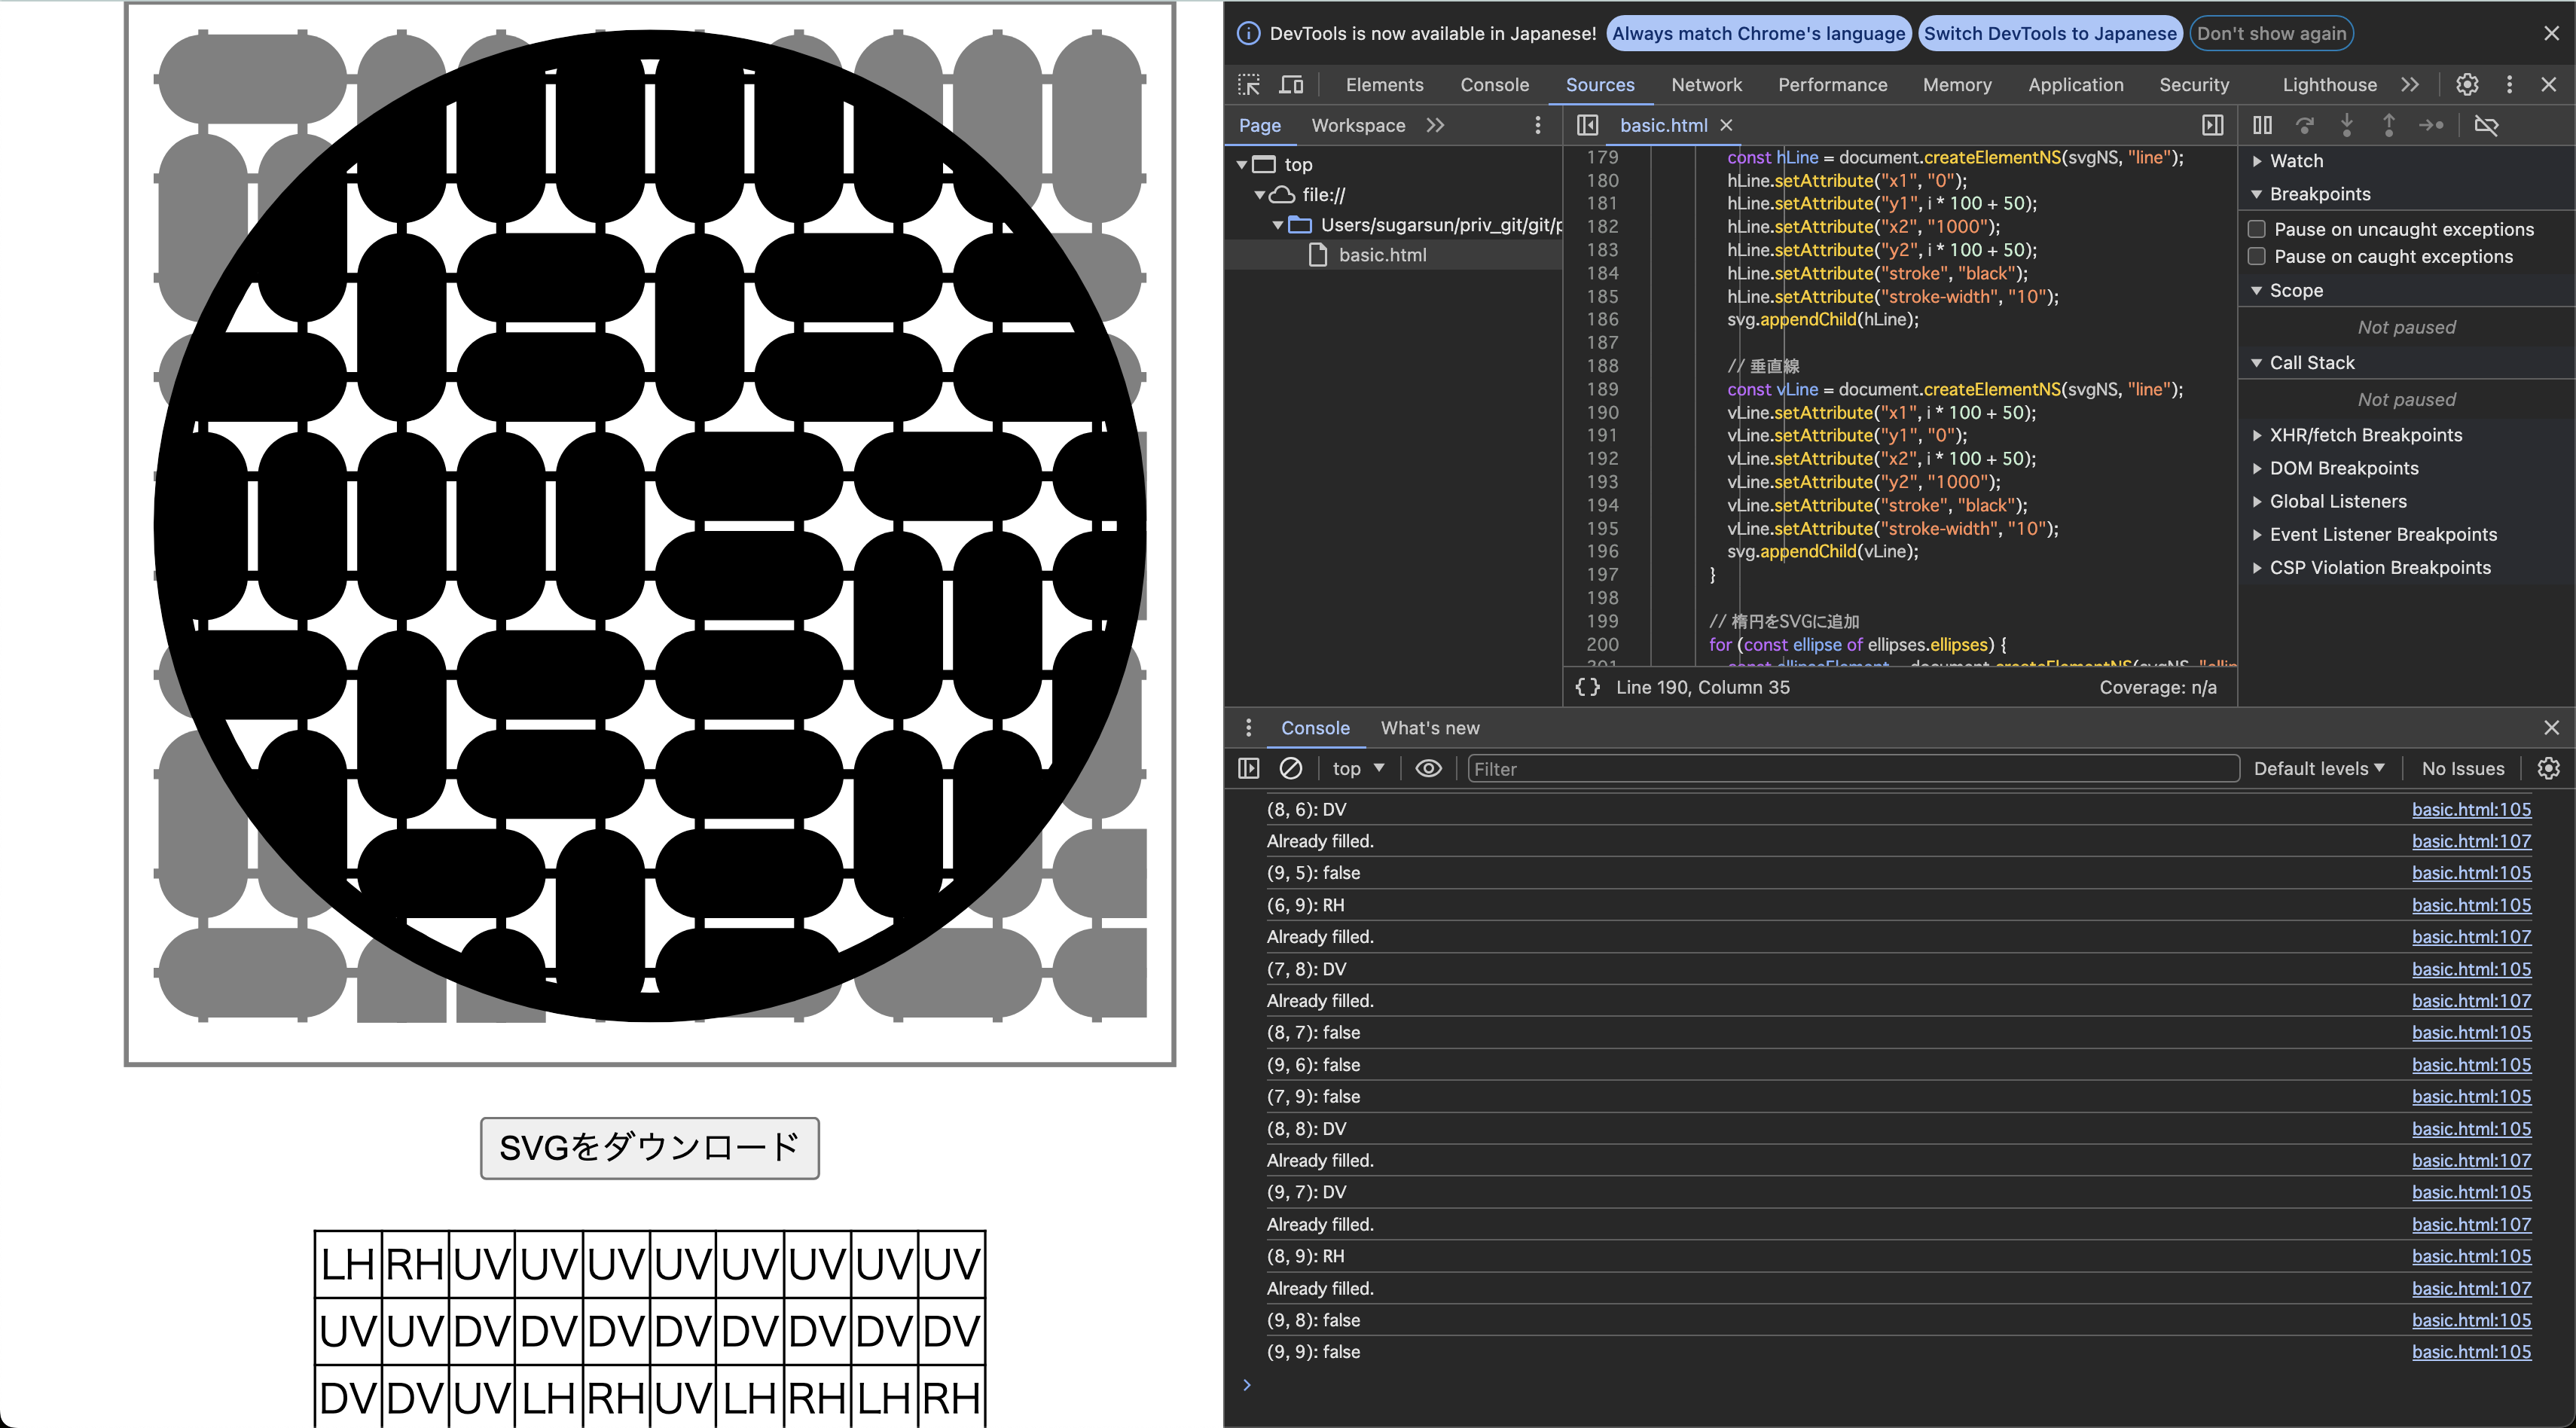 DevTools is now available in Japanese! Always match Chrome's language Switch DevTools to Japanese Don't show again
Elements Console Sources Network Performance Memory Application Security Lighthouse
Page Workspace
basic.html
top
file://
Users/sugarsun/priv_git/git/p
basic.html
179 const hLine = document.createElementNS(svgNS, "line");
180 hLine.setAttribute("x1", "0");
181 hLine.setAttribute("y1", i * 100 + 50);
182 hLine.setAttribute("x2", "1000");
183 hLine.setAttribute("y2", i * 100 + 50);
184 hLine.setAttribute("stroke", "black");
185 hLine.setAttribute("stroke-width", "10");
186 svg.appendChild(hLine);
187
188 // 垂直線
189 const vLine = document.createElementNS(svgNS, "line");
190 vLine.setAttribute("x1", i * 100 + 50);
191 vLine.setAttribute("y1", "0");
192 vLine.setAttribute("x2", i * 100 + 50);
193 vLine.setAttribute("y2", "1000");
194 vLine.setAttribute("stroke", "black");
195 vLine.setAttribute("stroke-width", "10");
196 svg.appendChild(vLine);
197 }
198
199 // 楕円をSVGに追加
200 for (const ellipse of ellipses.ellipses) {
{} Line 190, Column 35 Coverage: n/a
Watch
Breakpoints
Pause on uncaught exceptions
Pause on caught exceptions
Scope
Not paused
Call Stack
Not paused
XHR/fetch Breakpoints
DOM Breakpoints
Global Listeners
Event Listener Breakpoints
CSP Violation Breakpoints
Console What's new
top Filter Default levels No Issues
(8, 6): DV basic.html:105
Already filled. basic.html:107
(9, 5): false basic.html:105
(6, 9): RH basic.html:105
Already filled. basic.html:107
(7, 8): DV basic.html:105
Already filled. basic.html:107
(8, 7): false basic.html:105
(9, 6): false basic.html:105
(7, 9): false basic.html:105
(8, 8): DV basic.html:105
Already filled. basic.html:107
(9, 7): DV basic.html:105
Already filled. basic.html:107
(8, 9): RH basic.html:105
Already filled. basic.html:107
(9, 8): false basic.html:105
(9, 9): false basic.html:105
SVGをダウンロード
LH RH UV UV UV UV UV UV UV UV
UV UV DV DV DV DV DV DV DV DV
DV DV UV LH RH UV LH RH LH RH